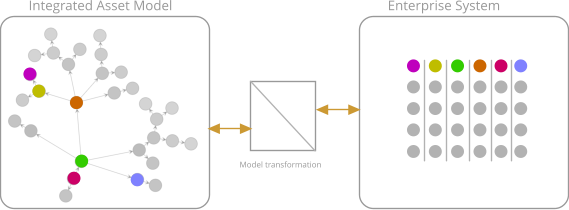 Integrated Asset Model
Enterprise System
Model transformation